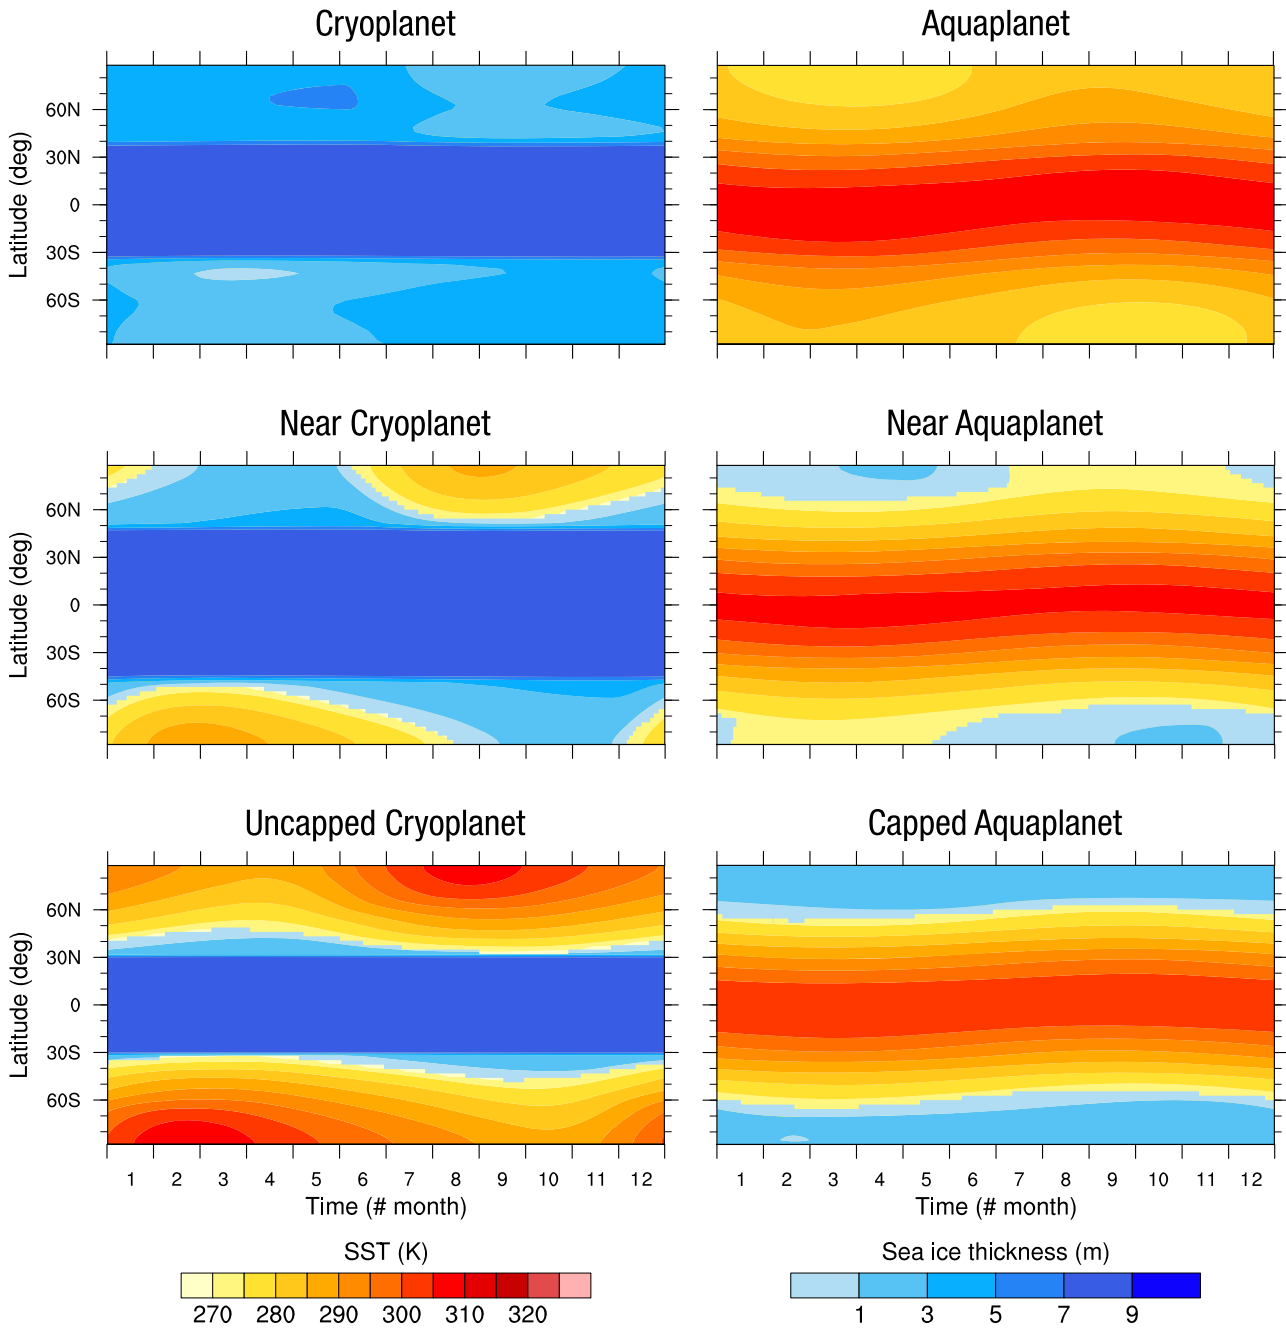 Cryoplanet
Aquaplanet
Latitude (deg)
60N
30N
0
30S
60S
Near Cryoplanet
Near Aquaplanet
Latitude (deg)
60N
30N
0
30S
60S
Uncapped Cryoplanet
Capped Aquaplanet
Latitude (deg)
60N
30N
0
30S
60S
1 2 3 4 5 6 7 8 9 10 11 12
1 2 3 4 5 6 7 8 9 10 11 12
Time (# month)
Time (# month)
SST (K)
Sea ice thickness (m)
270 280 290 300 310 320
1 3 5 7 9